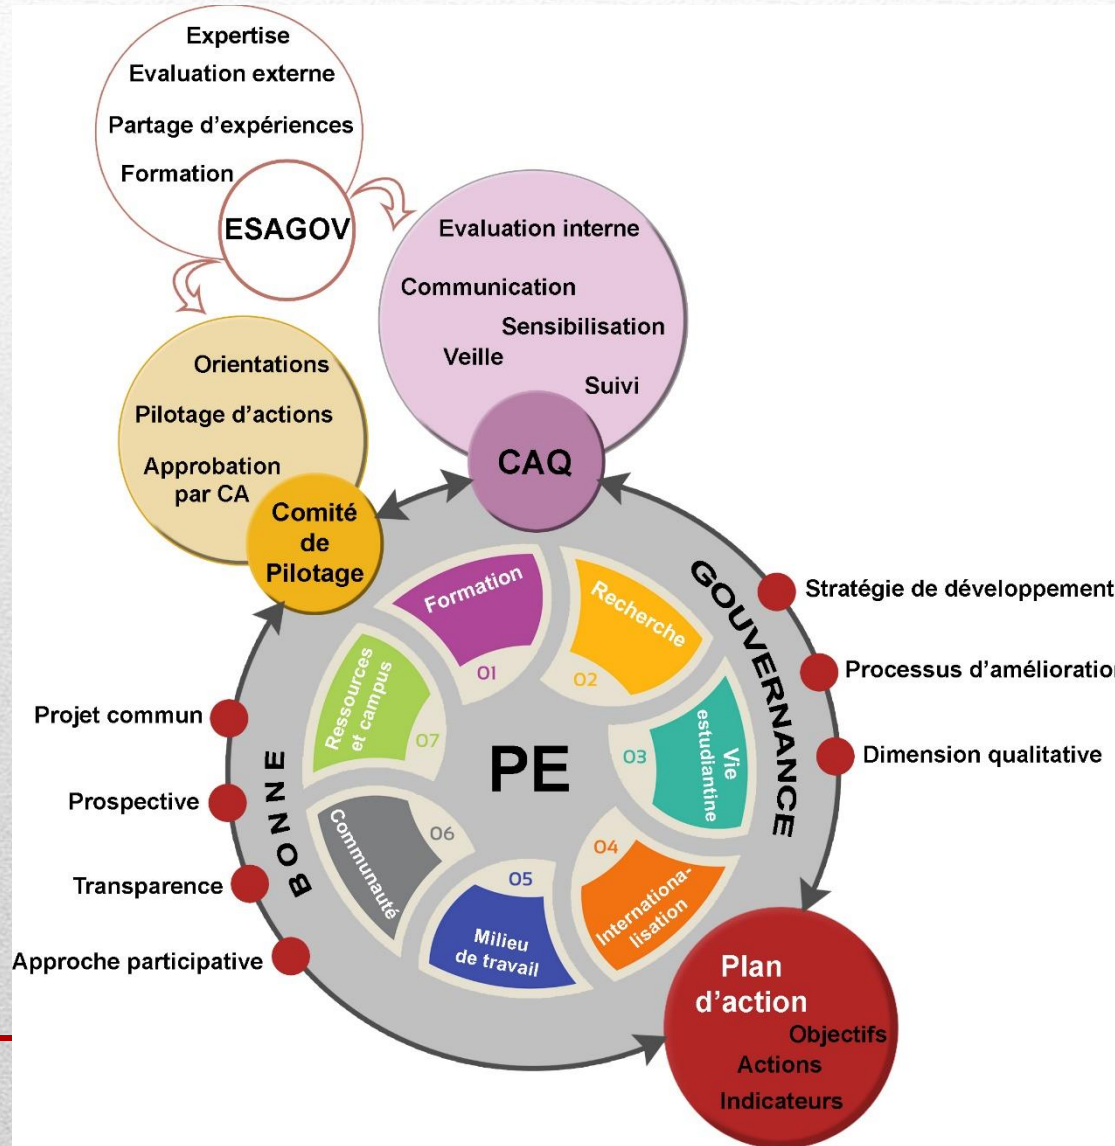 Expertise
Evaluation externe
Partage d'expériences
Formation
ESAGOV
Evaluation interne
Communication
Sensibilisation
Veille
Suivi
CAQ
Orientations
Pilotage d'actions
Approbation
par CA
Comité
de
Pilotage
Formation
01
Recherche
02
Vie
estudiantine
03
Internationa-
lisation
04
Milieu
de travail
05
Communauté
06
Ressources
et campus
07
PE
BONNE
GOUVERNANCE
Stratégie de développement
Processus d'amélioration
Dimension qualitative
Projet commun
Prospective
Transparence
Approche participative
Plan
d'action
Objectifs
Actions
Indicateurs